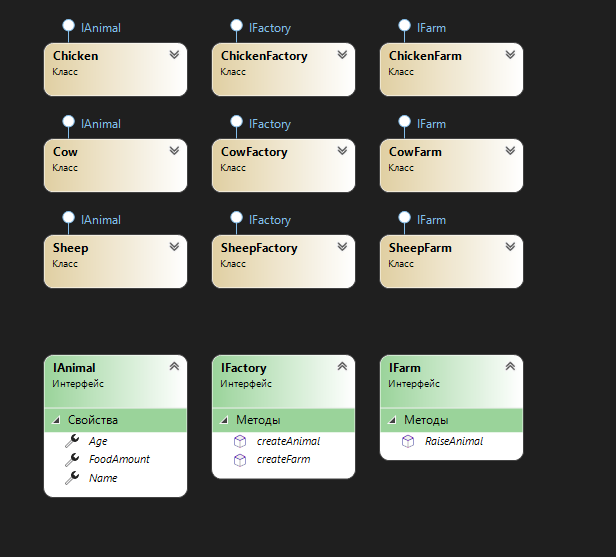 IAnimal
IFactory
IFarm
Chicken
Класс
ChickenFactory
Класс
ChickenFarm
Класс
IAnimal
IFactory
IFarm
Cow
Класс
CowFactory
Класс
CowFarm
Класс
IAnimal
IFactory
IFarm
Sheep
Класс
SheepFactory
Класс
SheepFarm
Класс
IAnimal
Интерфейс
Свойства
Age
FoodAmount
Name
IFactory
Интерфейс
Методы
createAnimal
createFarm
IFarm
Интерфейс
Методы
RaiseAnimal